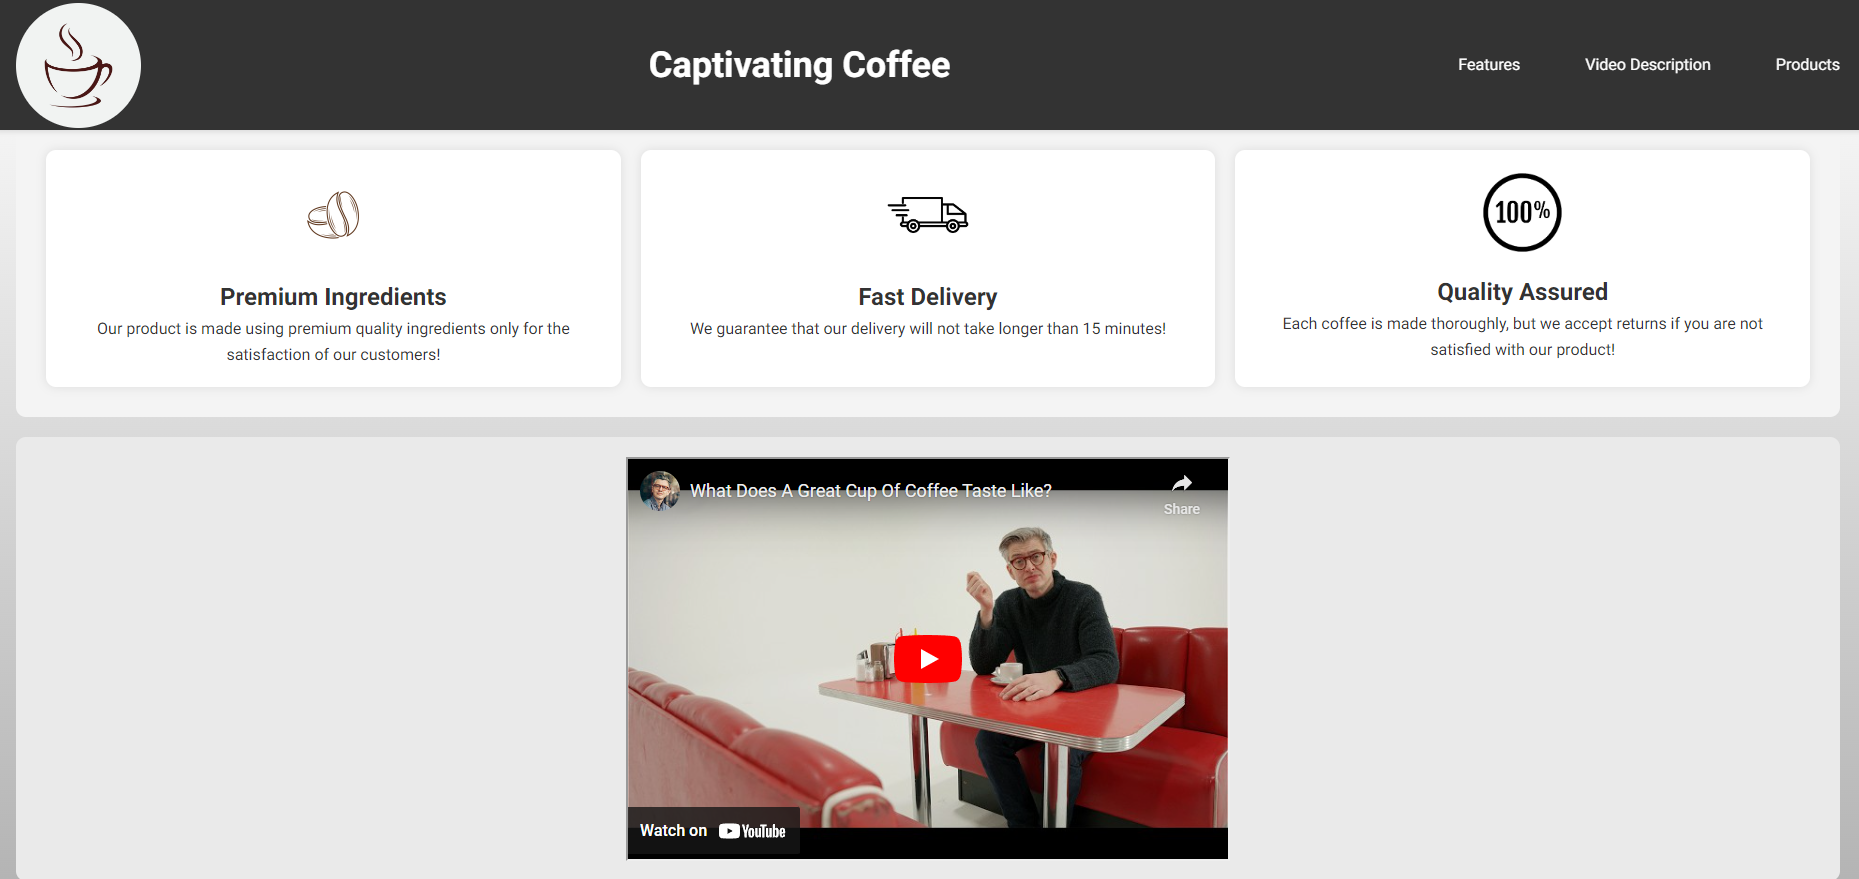 Captivating Coffee
Features
Video Description
Products
Premium Ingredients
Our product is made using premium quality ingredients only for the
satisfaction of our customers!
Fast Delivery
We guarantee that our delivery will not take longer than 15 minutes!
100%
Quality Assured
Each coffee is made thoroughly, but we accept returns if you are not
satisfied with our product!
What Does A Great Cup Of Coffee Taste Like?
Share
Watch on YouTube